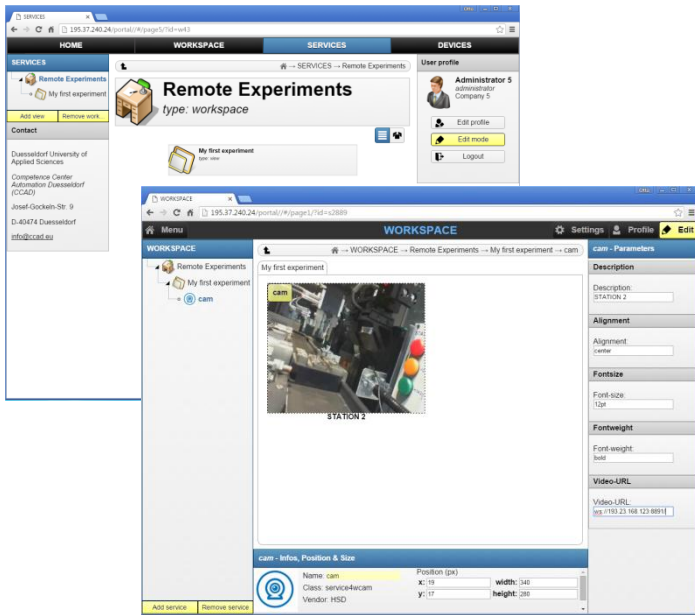 SERVICES
195.37.240.24/portal//#/page5/?id=w43
HOME WORKSPACE SERVICES DEVICES
SERVICES
Remote Experiments
My first experiment
Add view Remove work...
Contact
Duesseldorf University of
Applied Sciences
Competence Center
Automation Duesseldorf
(CCAD)
Josef-Gockeln-Str. 9
D-40474 Duesseldorf
info@ccad.eu
→ SERVICES → Remote Experiments
Remote Experiments
type: workspace
My first experiment
type: view
User profile
Administrator 5
administrator
Company 5
Edit profile
Edit mode
Logout
WORKSPACE
195.37.240.24/portal//#/page1/?id=s2889
Menu WORKSPACE Settings Profile Edit
WORKSPACE
Remote Experiments
My first experiment
cam
Add service Remove service
→ WORKSPACE → Remote Experiments → My first experiment → cam
My first experiment
cam
STATION 2
cam - Infos, Position & Size
Name: cam
Class: service4wcam
Vendor: HSD
Position (px)
x: 19 width: 340
y: 17 height: 280
cam - Parameters
Description
Description:
STATION 2
Alignment
Alignment:
center
Fontsize
Font-size:
12pt
Fontweight
Font-weight:
bold
Video-URL
Video-URL:
ws://193.23.168.123:8891/